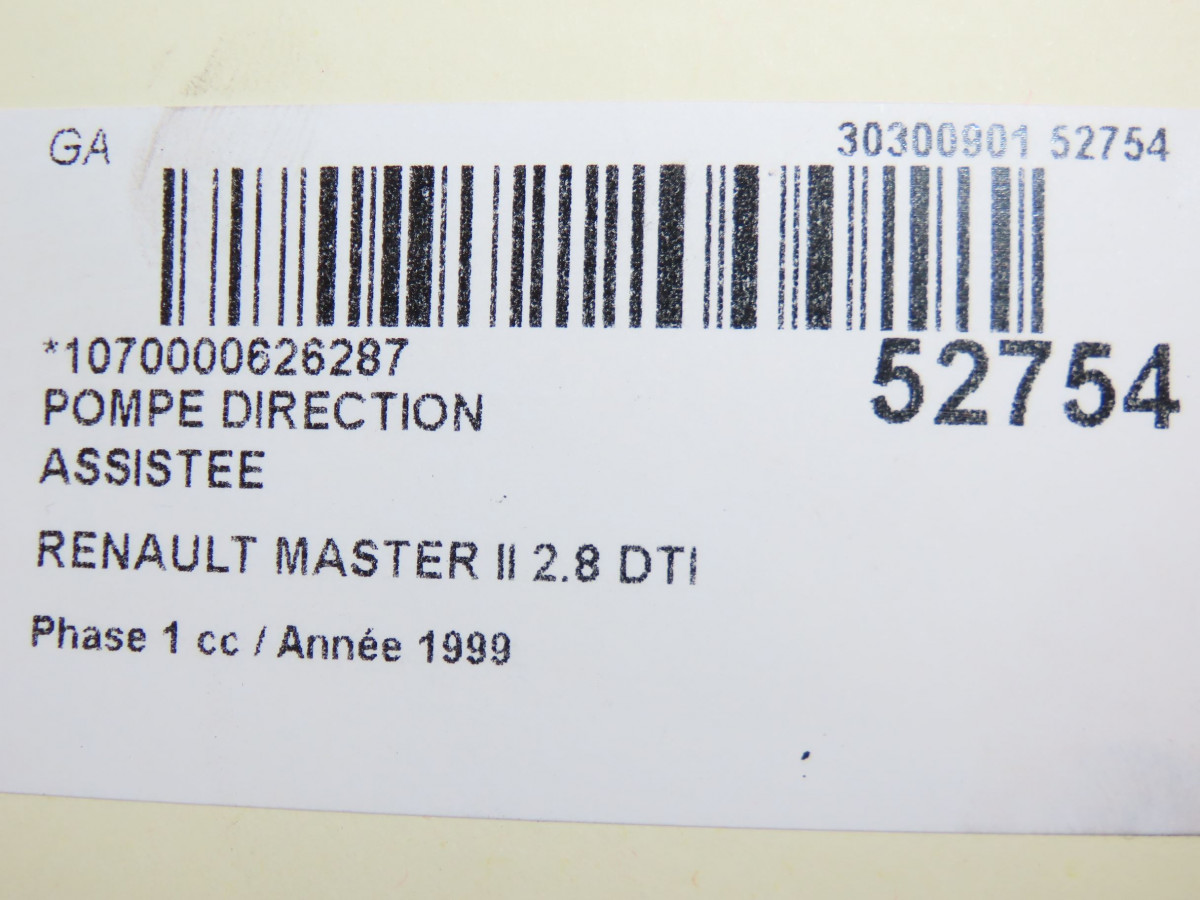 GA
30300901 52754
*1070000626287
52754
POMPE DIRECTION
ASSISTEE
RENAULT MASTER II 2.8 DTI
Phase 1 cc / Année 1999